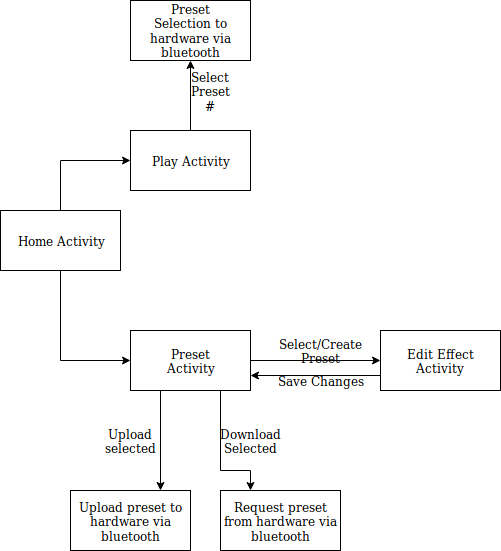 Preset
Selection to
hardware via
bluetooth
Select
Preset
#
Play Activity
Home Activity
Preset
Activity
Select/Create
Preset
Save Changes
Edit Effect
Activity
Upload
selected
Download
Selected
Upload preset to
hardware via
bluetooth
Request preset
from hardware via
bluetooth